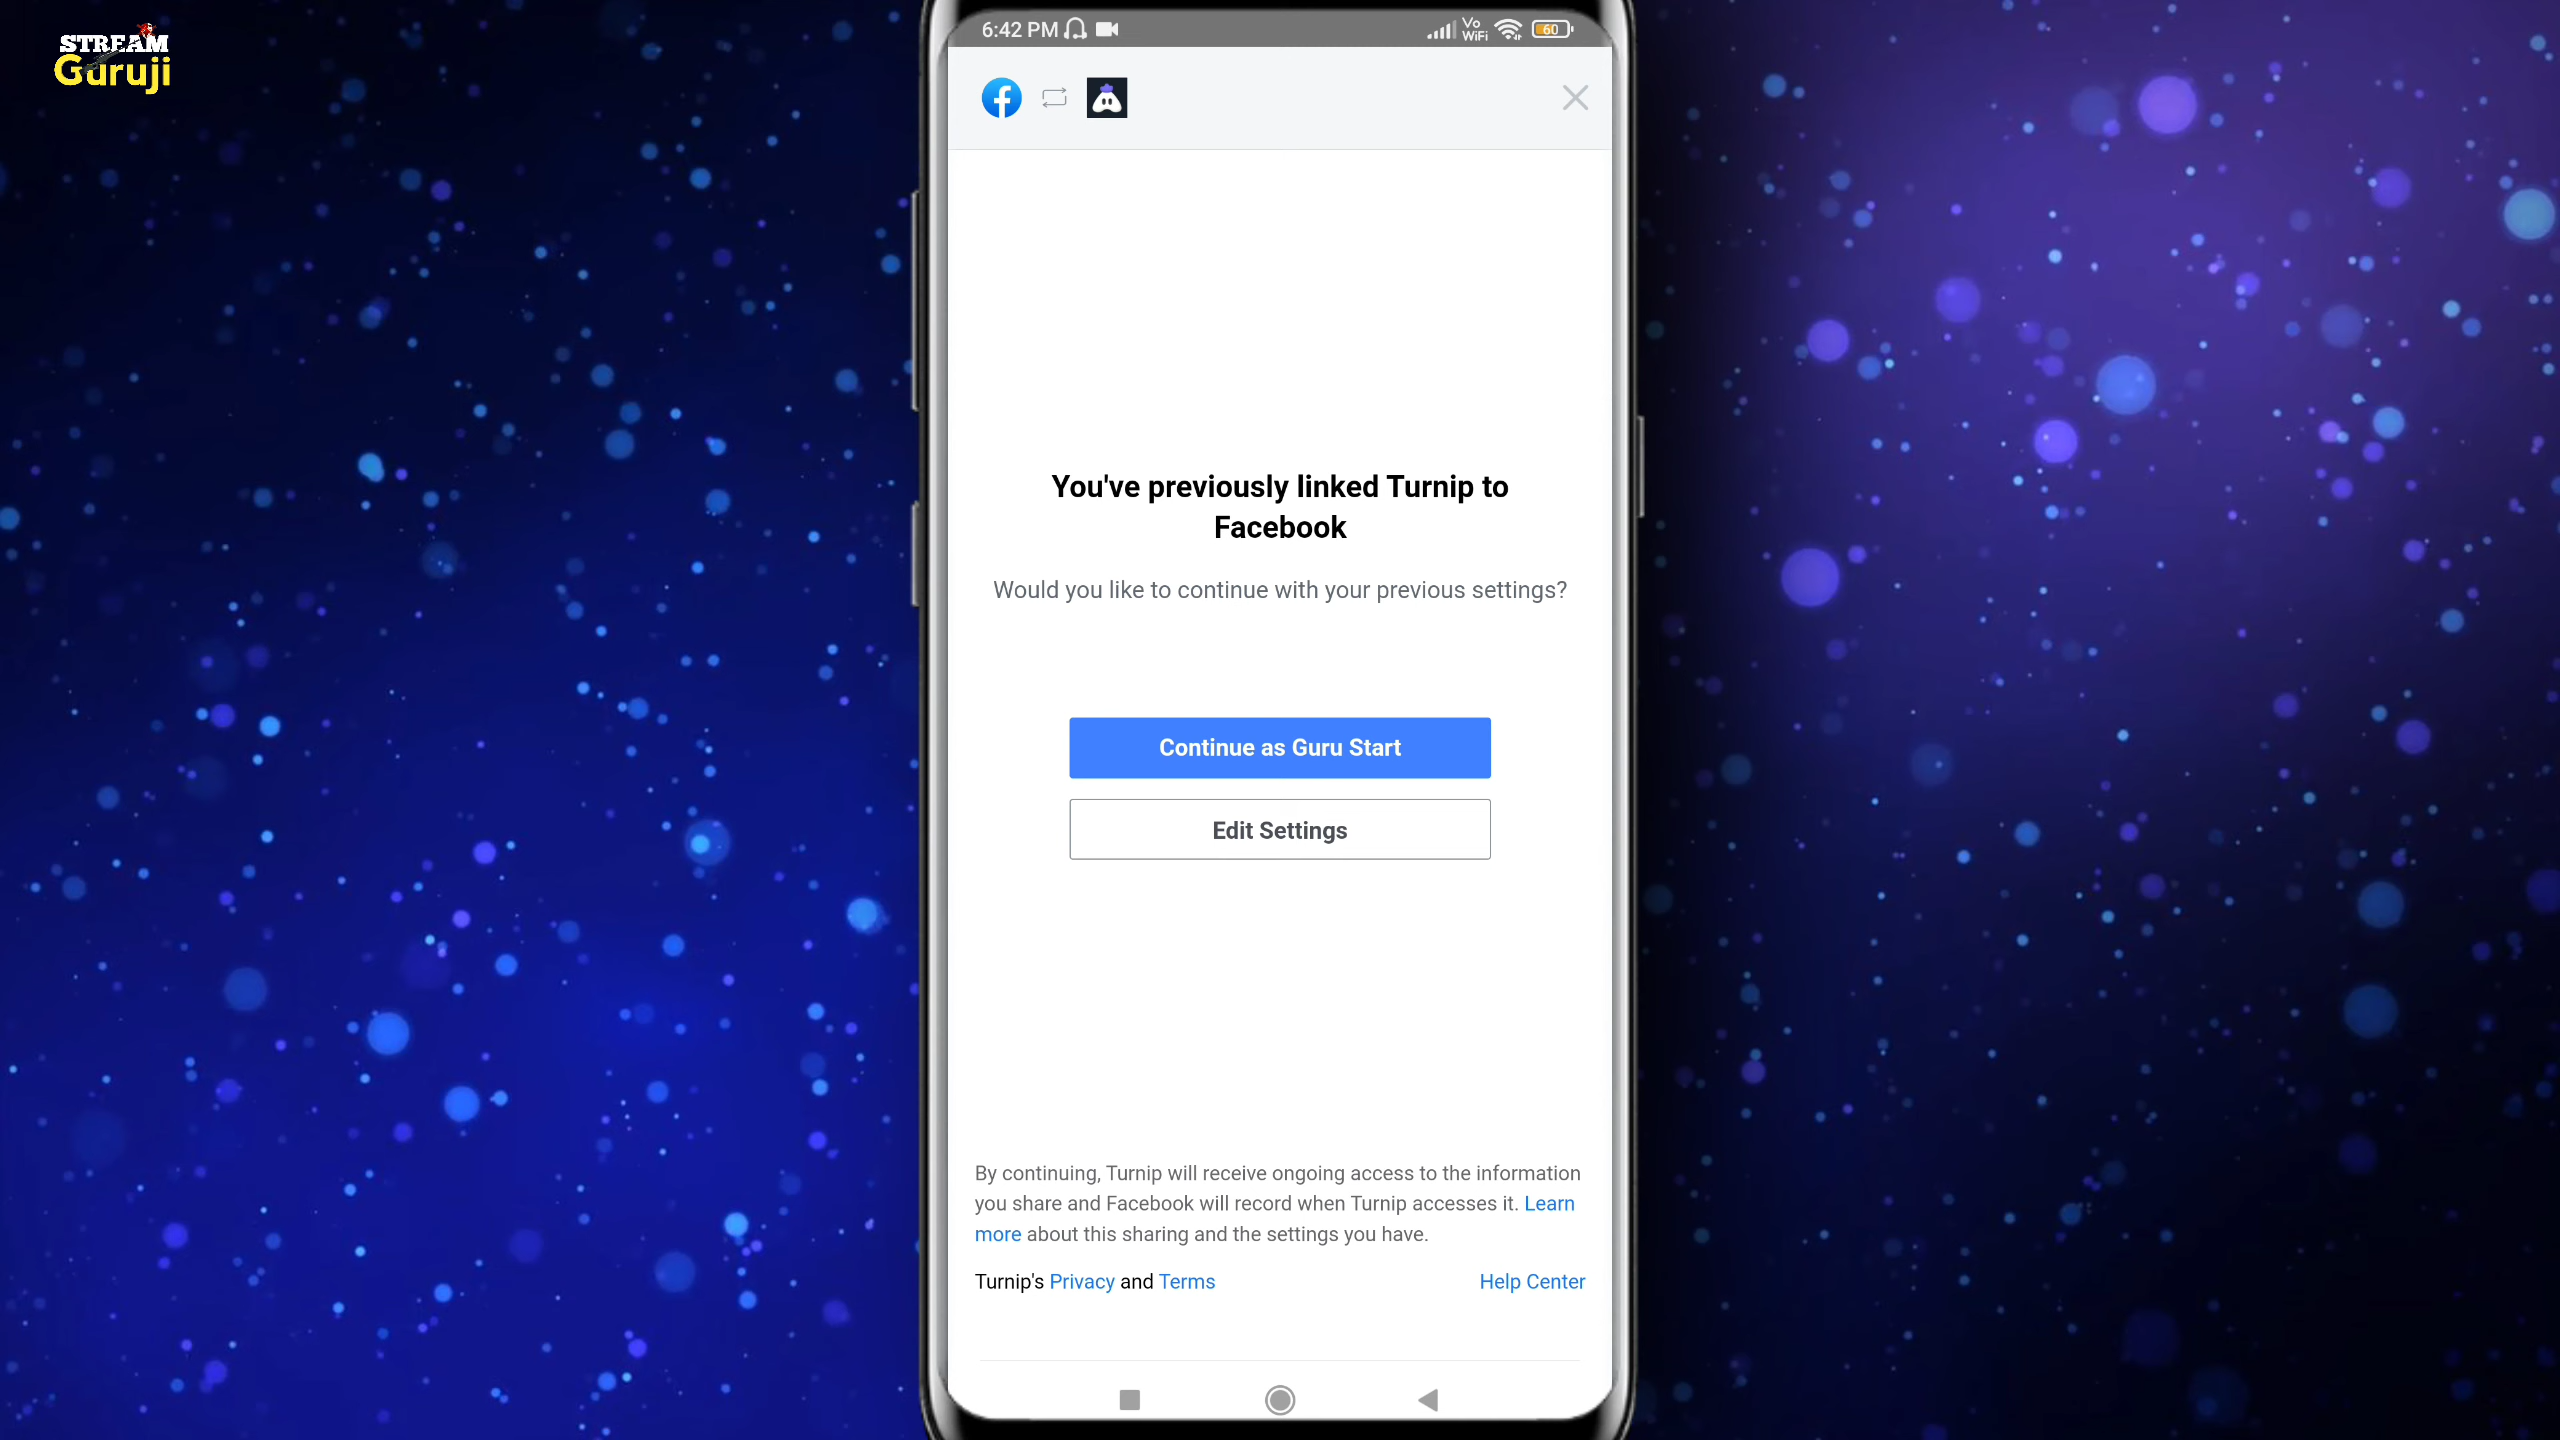 STREAM
Guruji
6:42 PM
Vo
WiFi
60
You've previously linked Turnip to
Facebook
Would you like to continue with your previous settings?
Continue as Guru Start
Edit Settings
By continuing, Turnip will receive ongoing access to the information
you share and Facebook will record when Turnip accesses it. Learn
more about this sharing and the settings you have.
Turnip's Privacy and Terms
Help Center